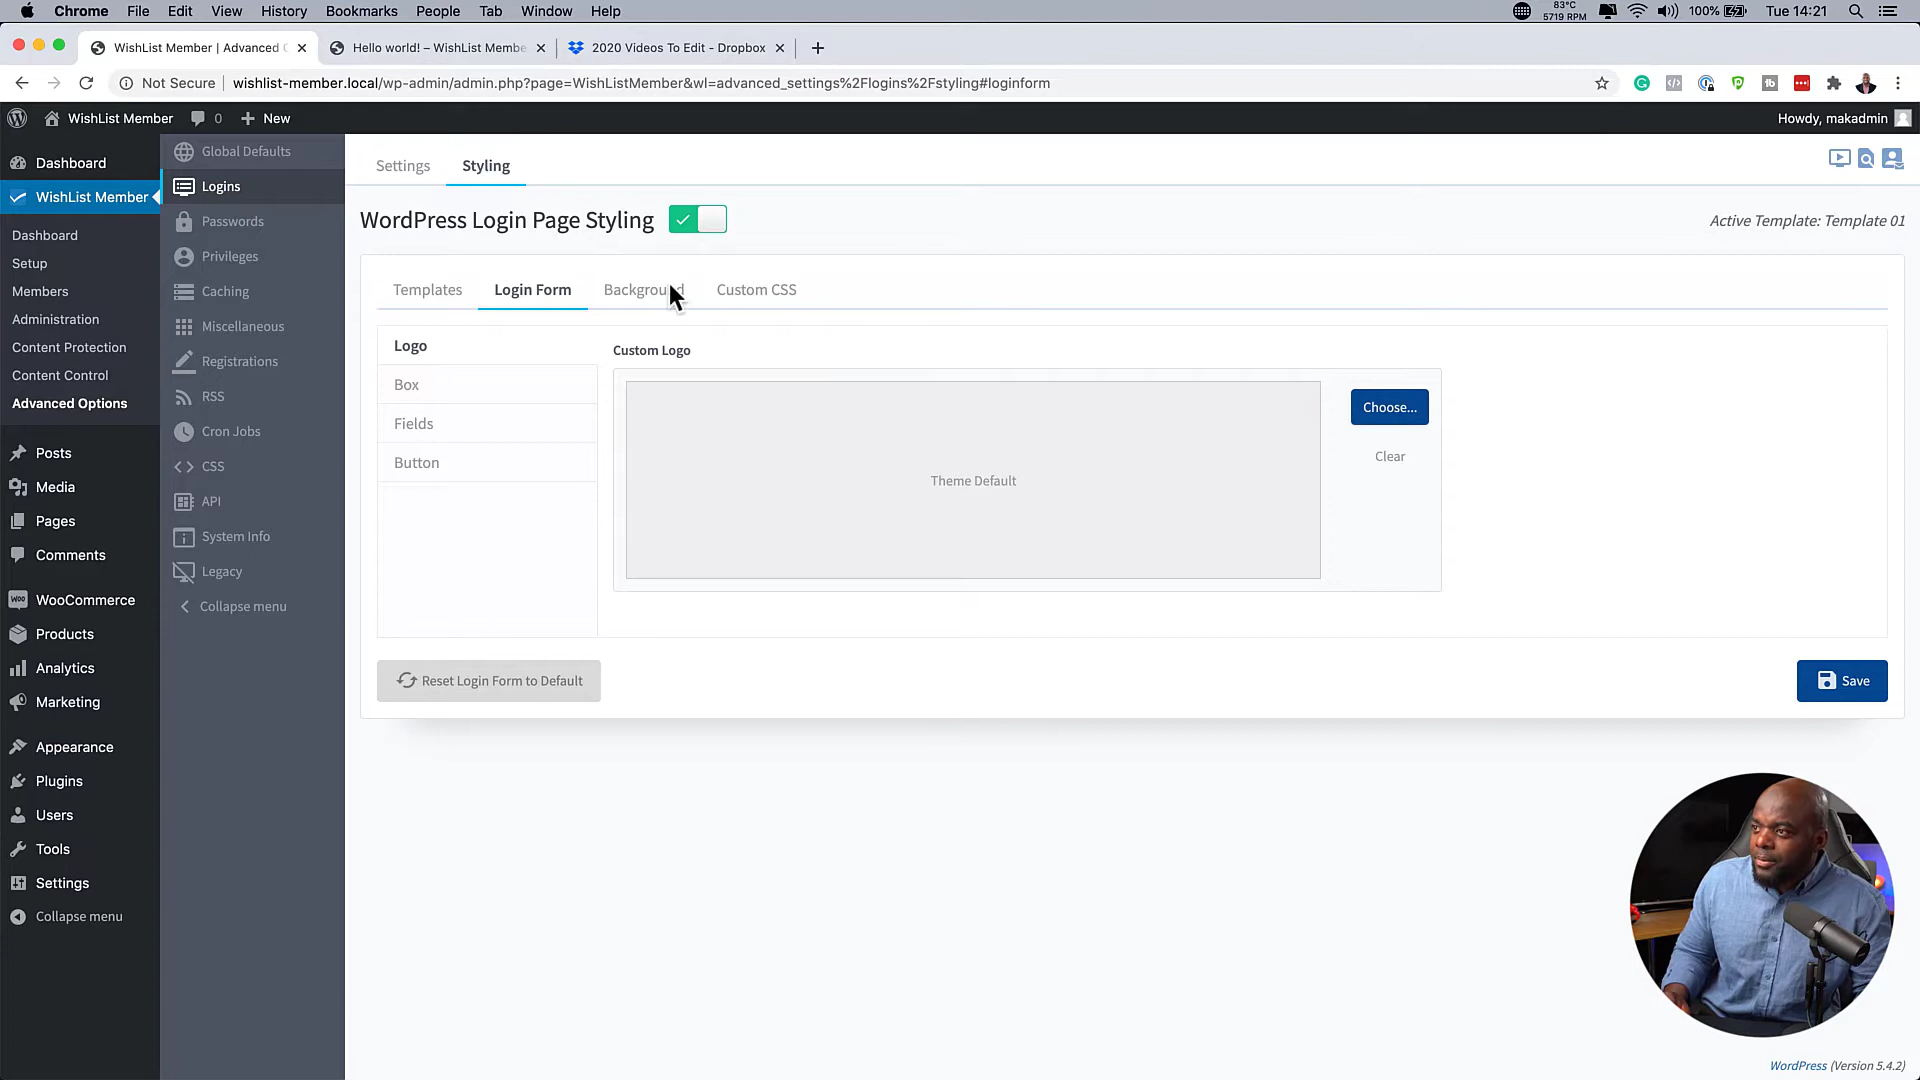 Chrome File Edit View History Bookmarks People Tab Window Help
83°C
5719 RPM
100%
Tue 14:21
WishList Member | Advanced
Hello world! – WishList Membe
2020 Videos To Edit - Dropbox
Not Secure
wishlist-member.local/wp-admin/admin.php?page=WishListMember&wl=advanced_settings%2Flogins%2Fstyling#loginform
WishList Member
0
New
Howdy, makadmin
Dashboard
WishList Member
Dashboard
Setup
Members
Administration
Content Protection
Content Control
Advanced Options
Posts
Media
Pages
Comments
WooCommerce
Products
Analytics
Marketing
Appearance
Plugins
Users
Tools
Settings
Collapse menu
Global Defaults
Logins
Passwords
Privileges
Caching
Miscellaneous
Registrations
RSS
Cron Jobs
CSS
API
System Info
Legacy
Collapse menu
Settings
Styling
WordPress Login Page Styling
Active Template: Template 01
Templates
Login Form
Background
Custom CSS
Logo
Box
Fields
Button
Custom Logo
Theme Default
Choose...
Clear
Reset Login Form to Default
Save
WordPress (Version 5.4.2)